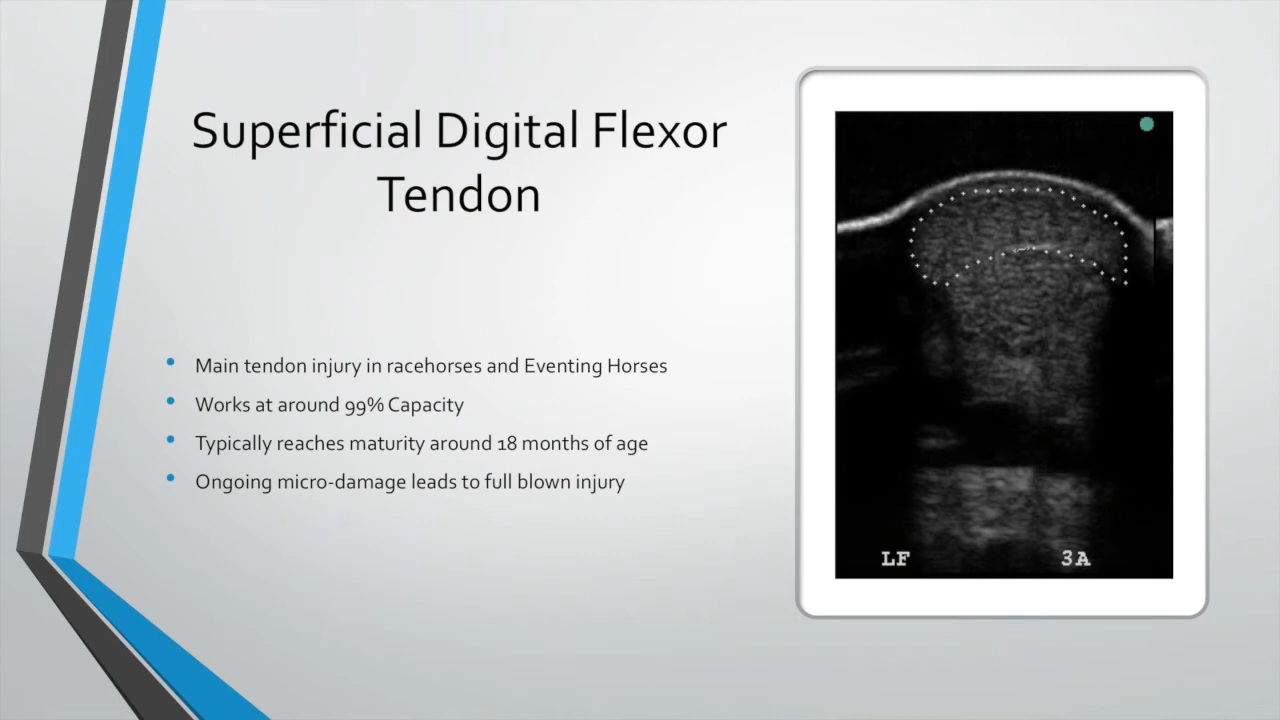 Superficial Digital Flexor
Tendon
Main tendon injury in racehorses and Eventing Horses
Works at around 99% Capacity
Typically reaches maturity around 18 months of age
Ongoing micro-damage leads to full blown injury
LF 3A